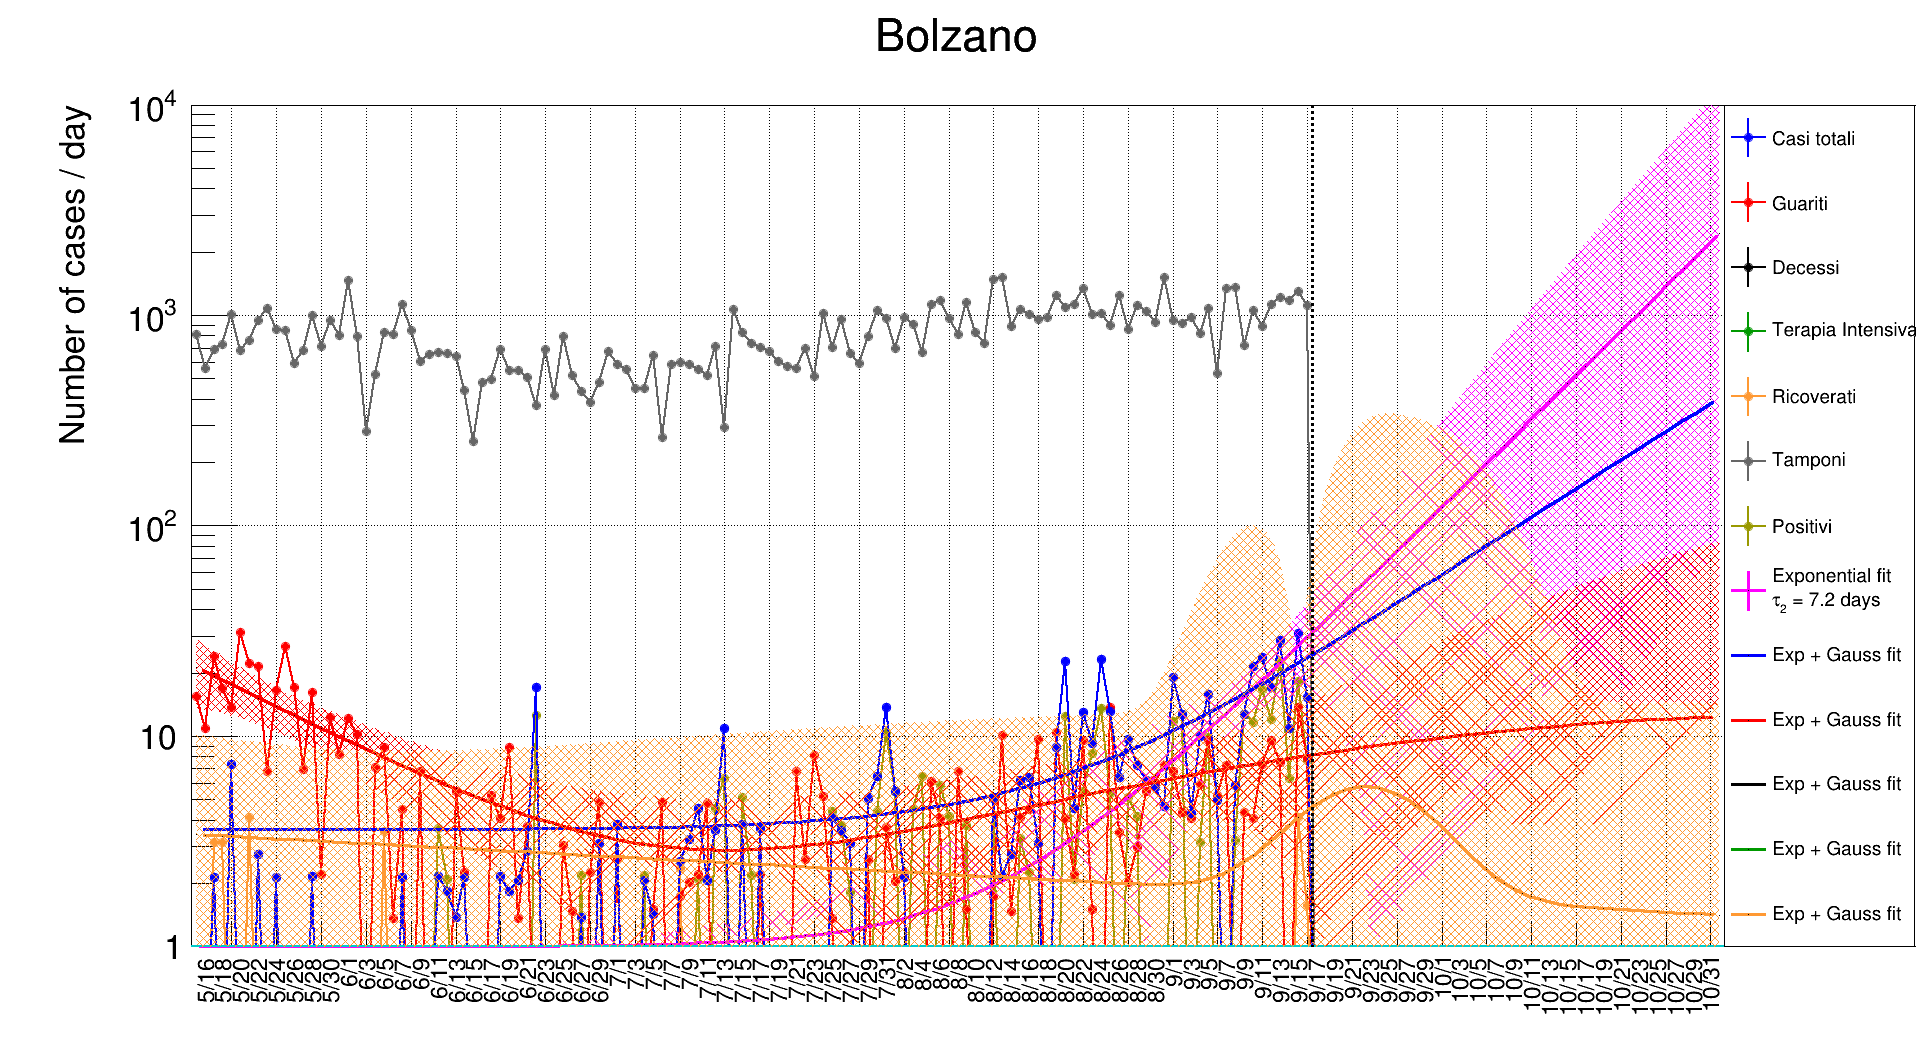 Bolzano
Number of cases / day
10^4
10^3
10^2
10
1
5/16 5/18 5/20 5/22 5/24 5/26 5/28 5/30 6/1 6/3 6/5 6/7 6/9 6/11 6/13 6/15 6/17 6/19 6/21 6/23 6/25 6/27 6/29 7/1 7/3 7/5 7/7 7/9 7/11 7/13 7/15 7/17 7/19 7/21 7/23 7/25 7/27 7/29 7/31 8/2 8/4 8/6 8/8 8/10 8/12 8/14 8/16 8/18 8/20 8/22 8/24 8/26 8/28 8/30 9/1 9/3 9/5 9/7 9/9 9/11 9/13 9/15 9/17 9/19 9/21 9/23 9/25 9/27 9/29 10/1 10/3 10/5 10/7 10/9 10/11 10/13 10/15 10/17 10/19 10/21 10/23 10/25 10/27 10/29 10/31
Casi totali
Guariti
Decessi
Terapia Intensiva
Ricoverati
Tamponi
Positivi
Exponential fit
τ₂ = 7.2 days
Exp + Gauss fit
Exp + Gauss fit
Exp + Gauss fit
Exp + Gauss fit
Exp + Gauss fit